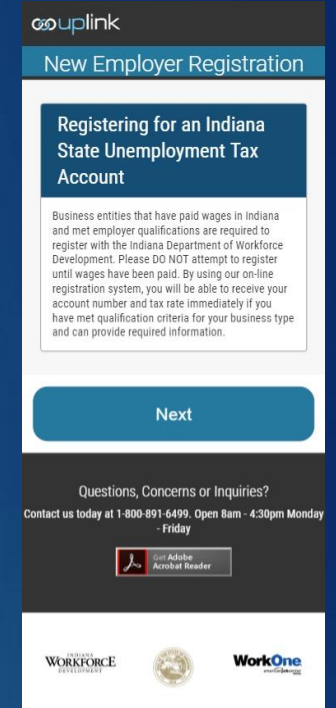 uplink
New Employer Registration
Registering for an Indiana
State Unemployment Tax
Account
Business entities that have paid wages in Indiana
and met employer qualifications are required to
register with the Indiana Department of Workforce
Development. Please DO NOT attempt to register
until wages have been paid. By using our on-line
registration system, you will be able to receive your
account number and tax rate immediately if you
have met qualification criteria for your business type
and can provide required information.
Next
Questions, Concerns or Inquiries?
Contact us today at 1-800-891-6499. Open 8am - 4:30pm Monday
- Friday
Get Adobe
Acrobat Reader
INDIANA
WORKFORCE
DEVELOPMENT
WorkOne